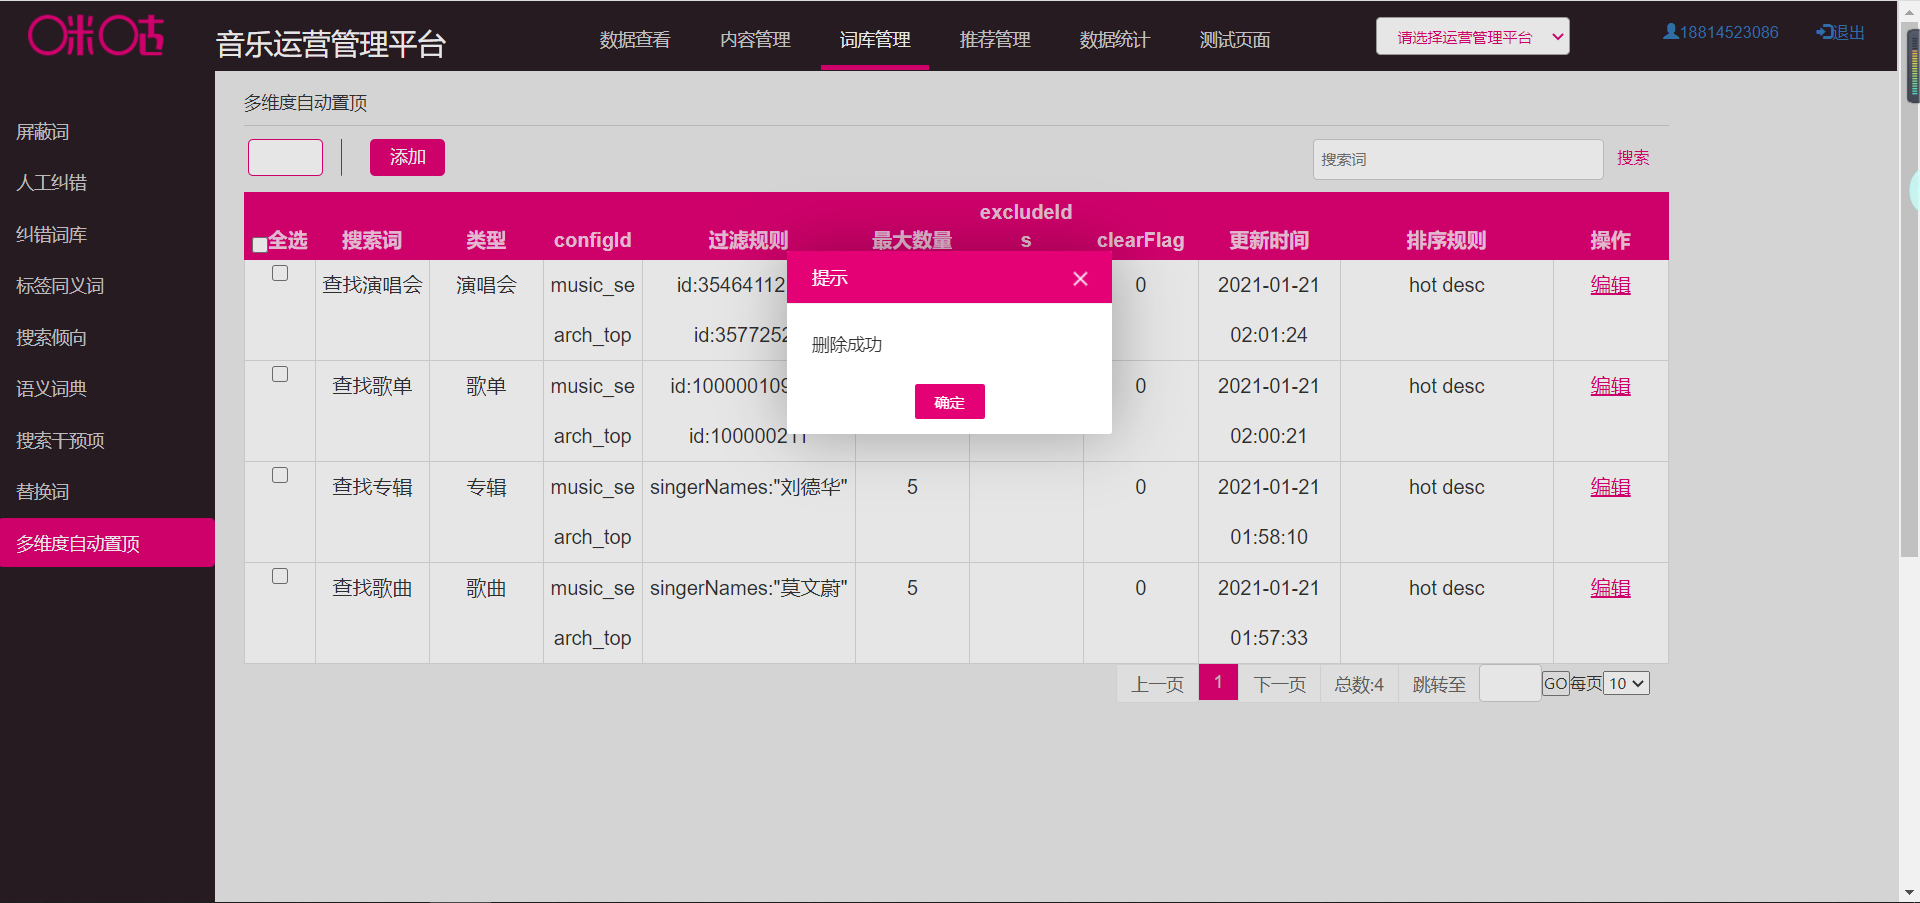 咪咕
音乐运营管理平台
数据查看 内容管理 词库管理 推荐管理 数据统计 测试页面
请选择运营管理平台
18814523086 退出
屏蔽词
人工纠错
纠错词库
标签同义词
搜索倾向
语义词典
搜索干预项
替换词
多维度自动置顶
多维度自动置顶
添加
搜索词 搜索
全选 搜索词 类型 configId 过滤规则 最大数量 excludeId
s clearFlag 更新时间 排序规则 操作
查找演唱会 演唱会 music_se id:35464112 0 2021-01-21 hot desc 编辑
arch_top id:3577252 02:01:24
查找歌单 歌单 music_se id:100000109 0 2021-01-21 hot desc 编辑
arch_top id:100000211 02:00:21
查找专辑 专辑 music_se singerNames:"刘德华" 5 0 2021-01-21 hot desc 编辑
arch_top 01:58:10
查找歌曲 歌曲 music_se singerNames:"莫文蔚" 5 0 2021-01-21 hot desc 编辑
arch_top 01:57:33
上一页 1 下一页 总数:4 跳转至 GO 每页 10
提示
删除成功
确定